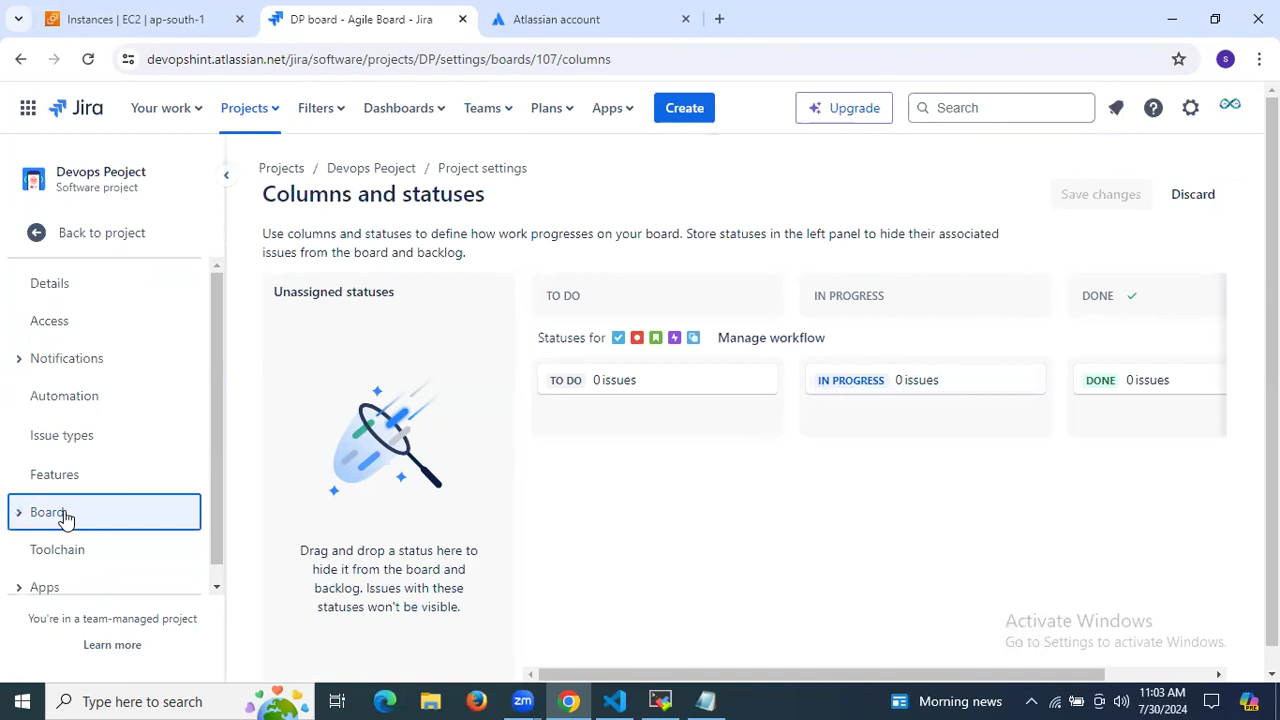 Instances | EC2 | ap-south-1
DP board - Agile Board - Jira
Atlassian account
devopshint.atlassian.net/jira/software/projects/DP/settings/boards/107/columns
S
Jira
Your work
Projects
Filters
Dashboards
Teams
Plans
Apps
Create
Upgrade
Search
Devops Peoject
Software project
Back to project
Details
Access
Notifications
Automation
Issue types
Features
Board
Toolchain
Apps
You're in a team-managed project
Learn more
Projects / Devops Peoject / Project settings
Columns and statuses
Save changes
Discard
Use columns and statuses to define how work progresses on your board. Store statuses in the left panel to hide their associated
issues from the board and backlog.
Unassigned statuses
Drag and drop a status here to
hide it from the board and
backlog. Issues with these
statuses won't be visible.
TO DO
IN PROGRESS
DONE
Statuses for
Manage workflow
TO DO 0 issues
IN PROGRESS 0 issues
DONE 0 issues
Activate Windows
Go to Settings to activate Windows.
Type here to search
zm
Morning news
11:03 AM
7/30/2024
PRE